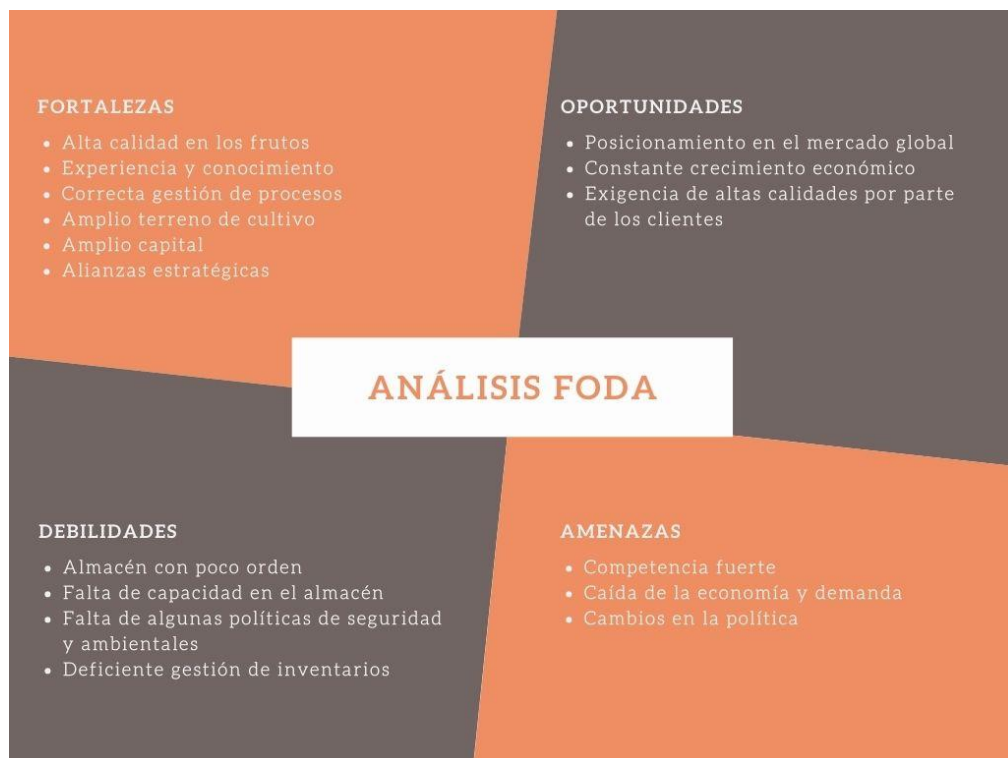 FORTALEZAS
• Alta calidad en los frutos
• Experiencia y conocimiento
• Correcta gestión de procesos
• Amplio terreno de cultivo
• Amplio capital
• Alianzas estratégicas
OPORTUNIDADES
• Posicionamiento en el mercado global
• Constante crecimiento económico
• Exigencia de altas calidades por parte
de los clientes
ANÁLISIS FODA
DEBILIDADES
• Almacén con poco orden
• Falta de capacidad en el almacén
• Falta de algunas políticas de seguridad
y ambientales
• Deficiente gestión de inventarios
AMENAZAS
• Competencia fuerte
• Caída de la economía y demanda
• Cambios en la política